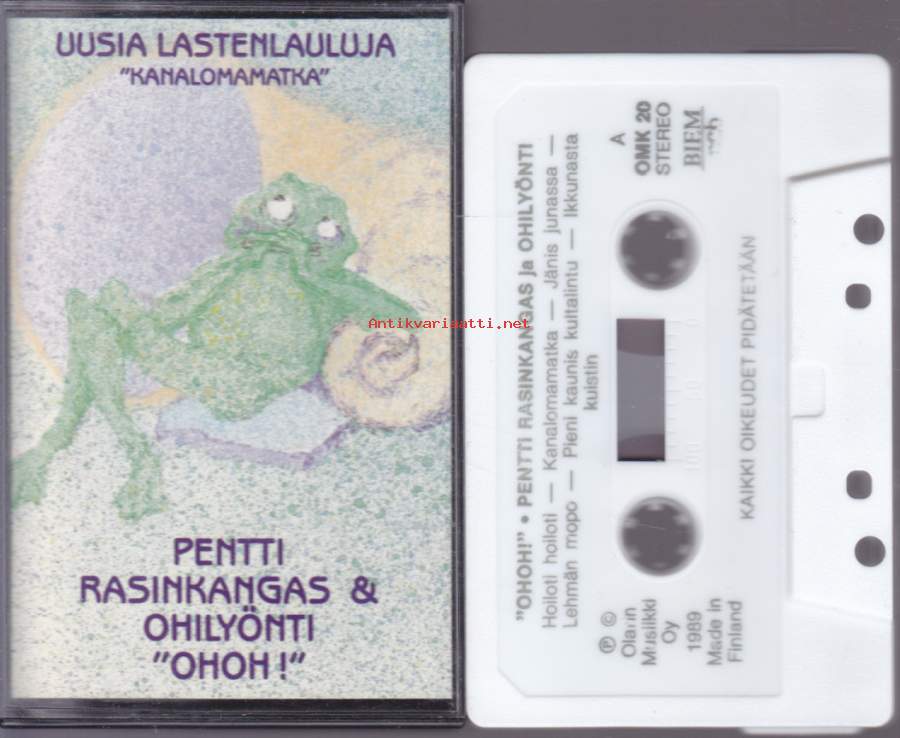 UUSIA LASTENLAULUJA
"KANALOMAMATKA"
PENTTI
RASINKANGAS &
OHILYÖNTI
"OHOH!"
Antikvariaatti.net
"OHOH!" • PENTTI RASINKANGAS ja OHILYÖNTI
Hoiloti hoiloti — Kanalomamatka — Jänis junassa —
Lehmän mopo — Pieni kaunis kultalintu — Ikkunasta
kuistin
A
OMK 20
STEREO
BIEM
℗ ©
Olarin
Musiikki
Oy
1989
Made in
Finland
KAIKKI OIKEUDET PIDÄTETÄÄN